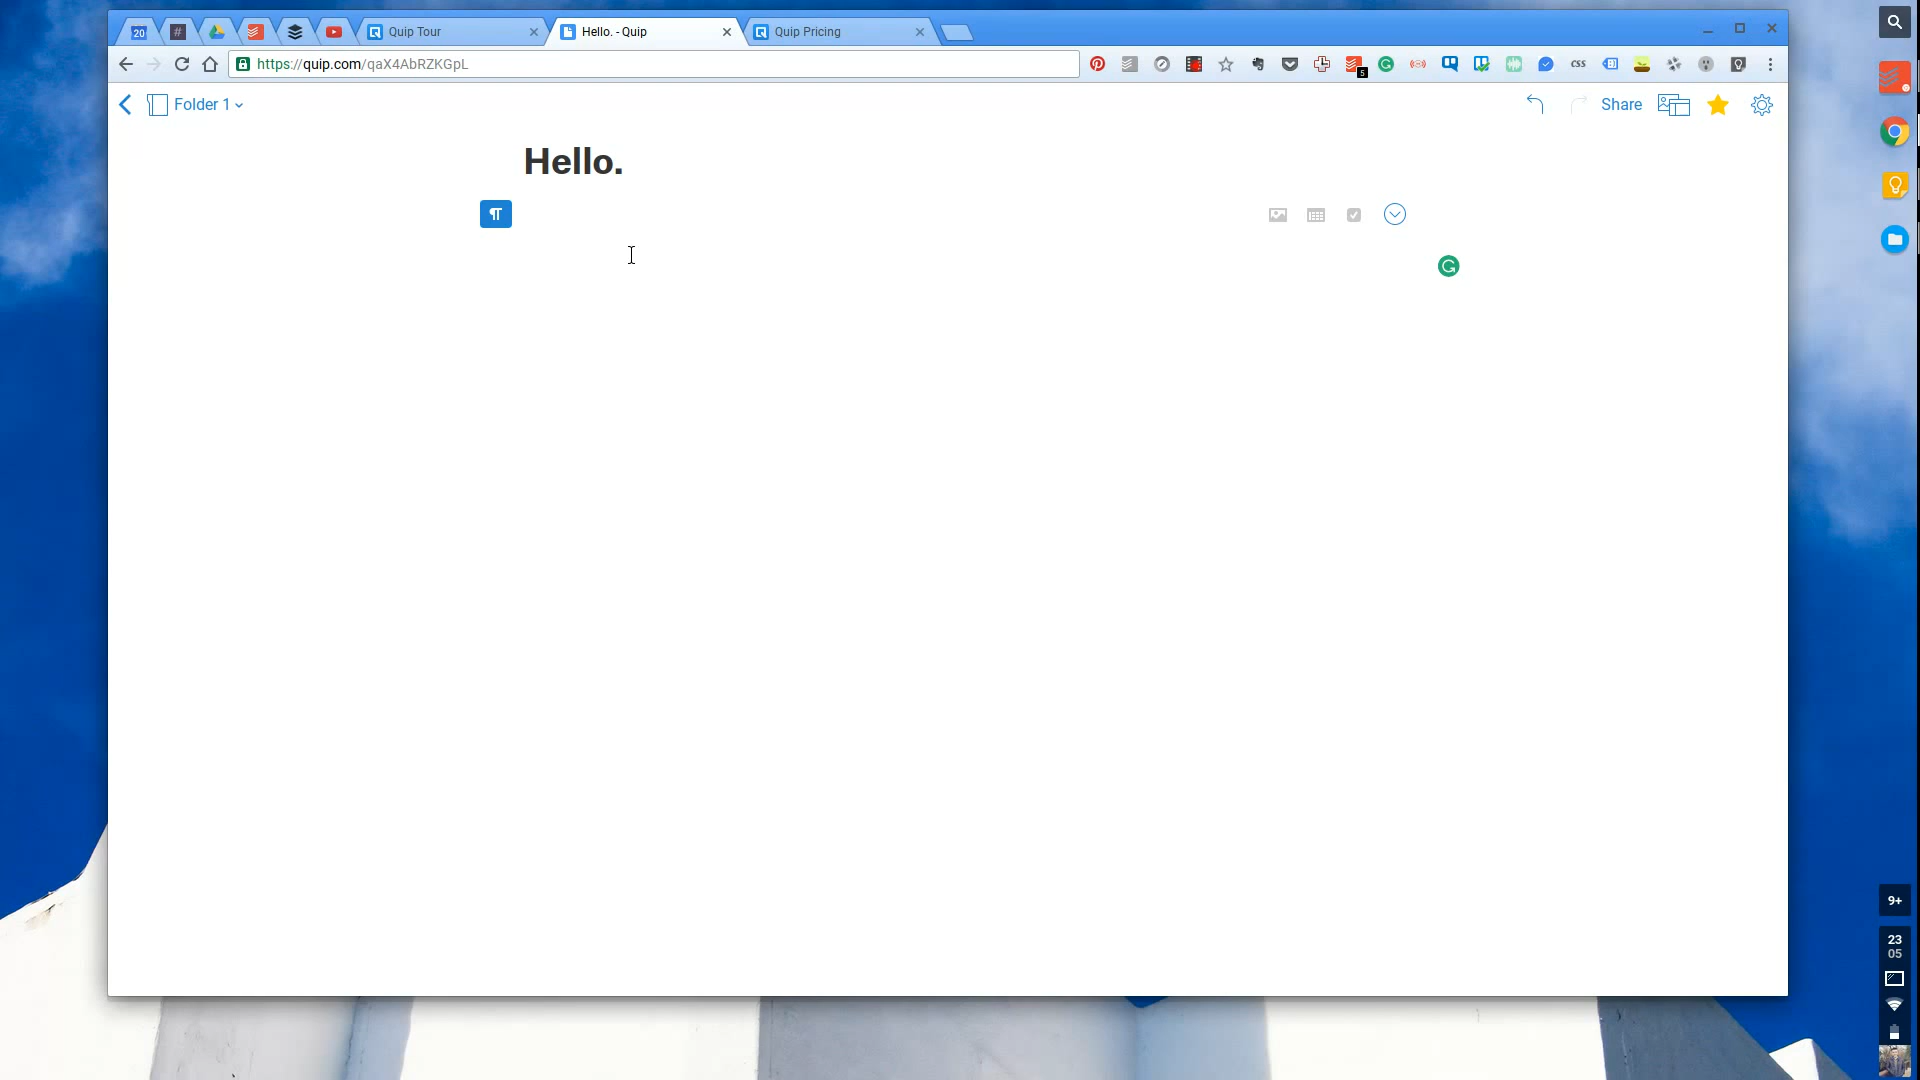 20
#
Quip Tour
Hello. - Quip
Quip Pricing
https://quip.com/qaX4AbRZKGpL
5
css
Folder 1
Share
Hello.
¶
9+
23
05